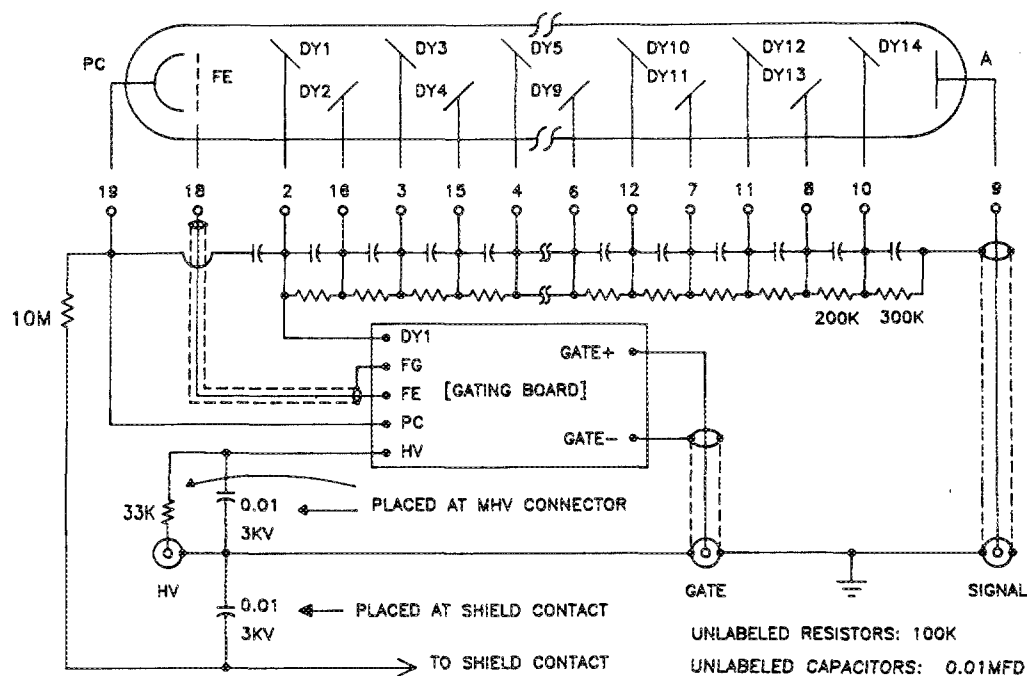 PC
FE
DY1
DY2
DY3
DY4
DY5
DY9
DY10
DY11
DY12
DY13
DY14
A
19 18 2 16 3 15 4 6 12 7 11 8 10 9
10M
200K 300K
DY1
FG
FE
PC
HV
[GATING BOARD]
GATE+
GATE-
33K
0.01
3KV
PLACED AT MHV CONNECTOR
HV
GATE
SIGNAL
0.01
3KV
PLACED AT SHIELD CONTACT
TO SHIELD CONTACT
UNLABELED RESISTORS: 100K
UNLABELED CAPACITORS: 0.01MFD